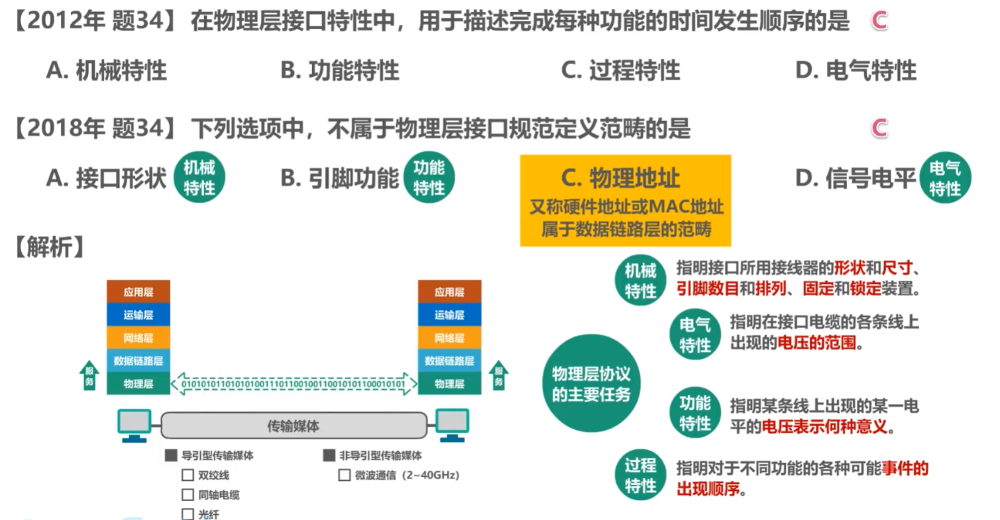 【2012年 题34】 在物理层接口特性中，用于描述完成每种功能的时间发生顺序的是 C
A. 机械特性 B. 功能特性 C. 过程特性 D. 电气特性
【2018年 题34】 下列选项中，不属于物理层接口规范定义范畴的是 C
A. 接口形状 机械特性 B. 引脚功能 功能特性 C. 物理地址 D. 信号电平 电气特性
又称硬件地址或MAC地址
属于数据链路层的范畴
【解析】
应用层
运输层
网络层
数据链路层
物理层
服务
0101010110101010011101100100110010101100010101
应用层
运输层
网络层
数据链路层
物理层
服务
传输媒体
导引型传输媒体
双绞线
同轴电缆
光纤
非导引型传输媒体
微波通信（2~40GHz）
物理层协议
的主要任务
机械
特性
指明接口所用接线器的形状和尺寸、
引脚数目和排列、固定和锁定装置。
电气
特性
指明在接口电缆的各条线上
出现的电压的范围。
功能
特性
指明某条线上出现的某一电
平的电压表示何种意义。
过程
特性
指明对于不同功能的各种可能事件的
出现顺序。